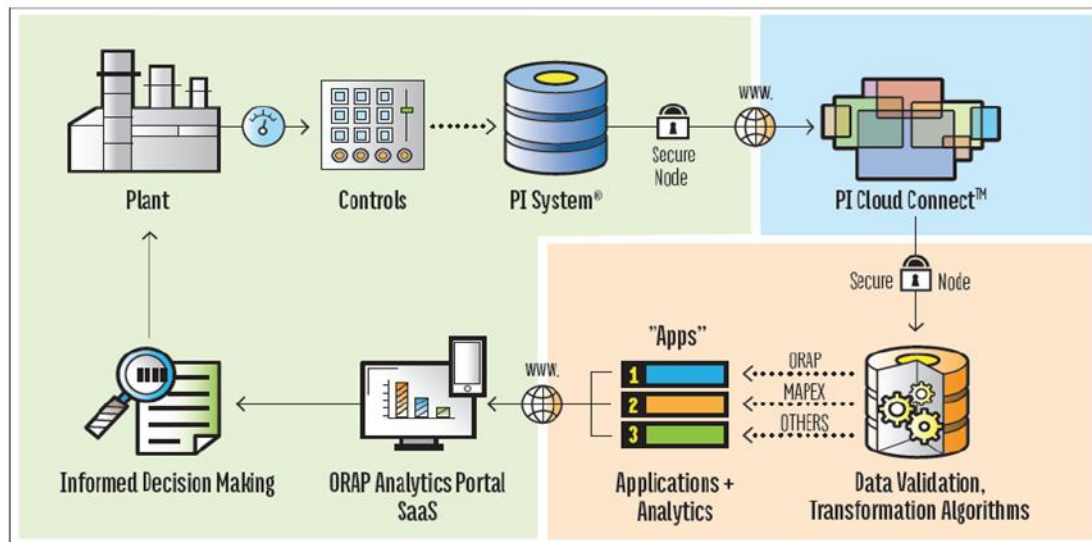 WWW.
Secure
Node
Plant
Controls
PI System®
PI Cloud Connect™
Secure
Node
"Apps"
WWW.
1
2
3
ORAP
MAPEX
OTHERS
Informed Decision Making
ORAP Analytics Portal
SaaS
Applications +
Analytics
Data Validation,
Transformation Algorithms